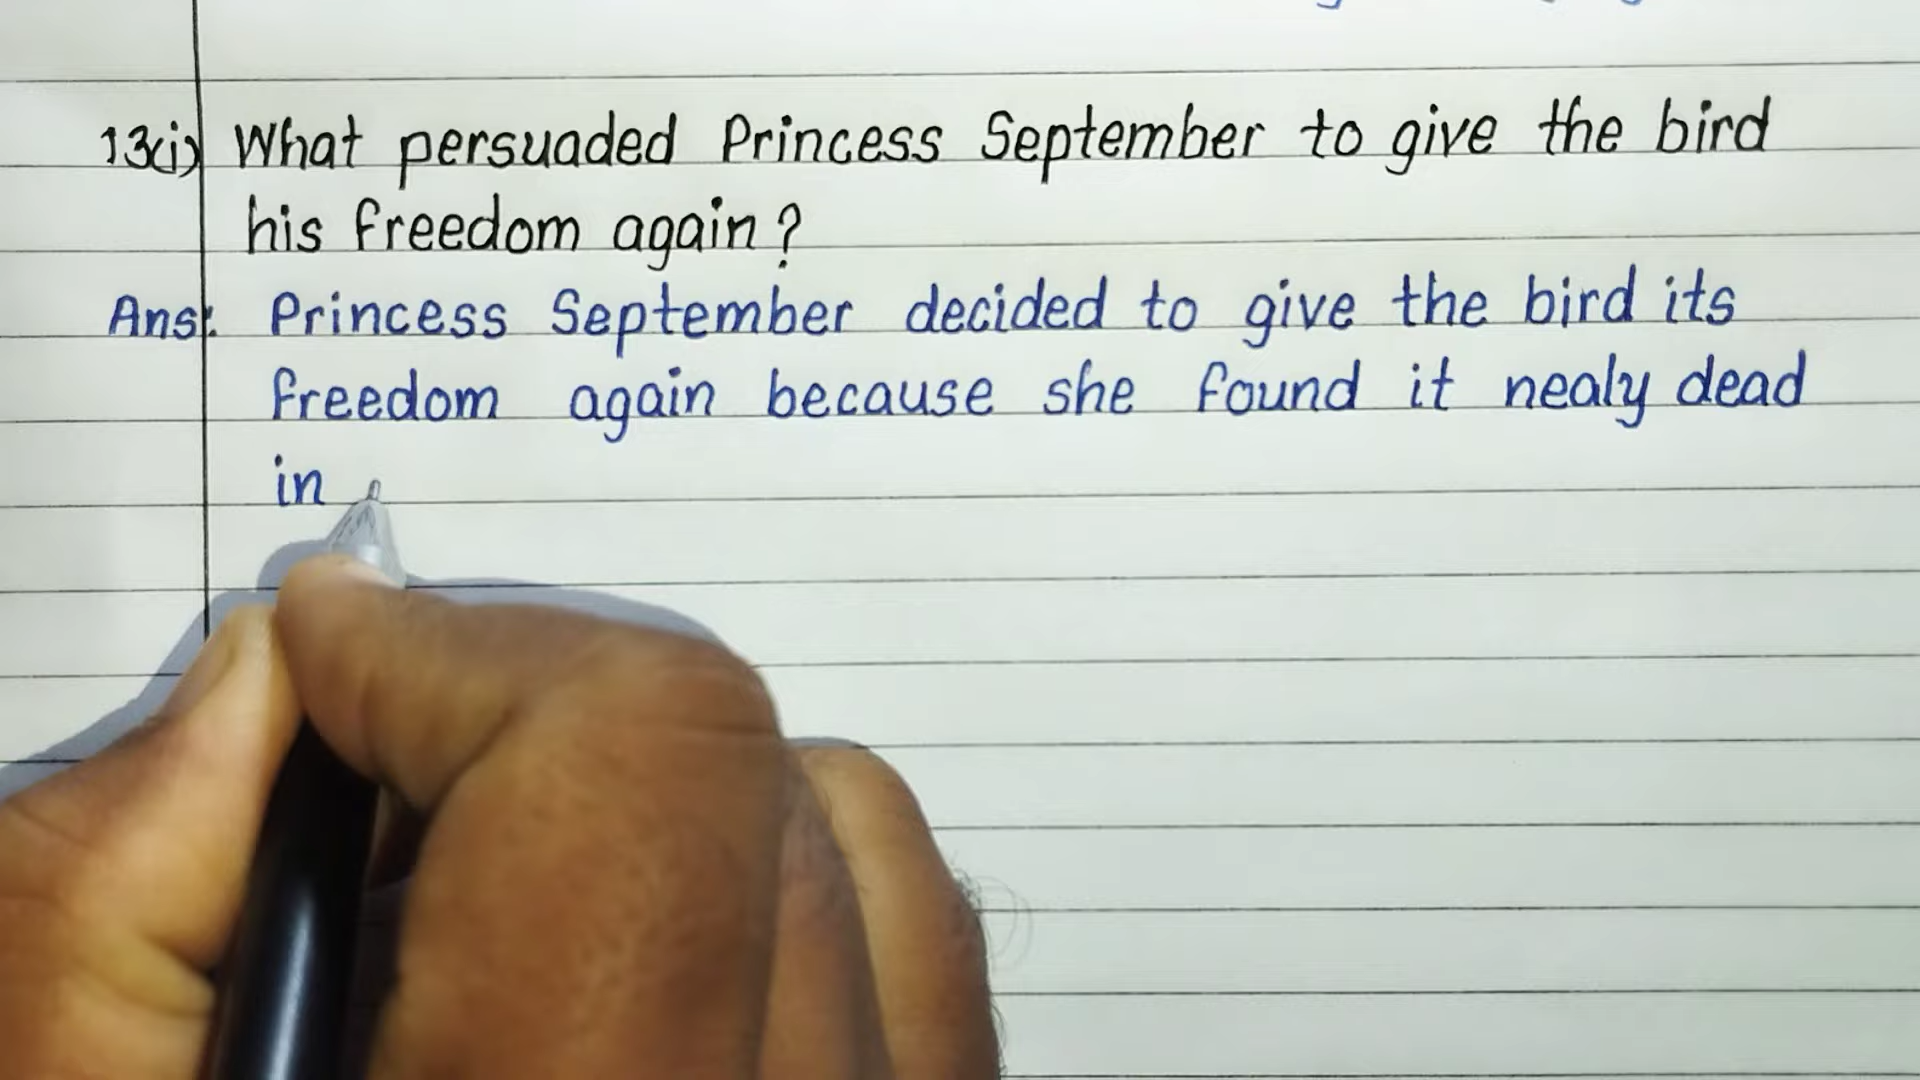 13(i) What persuaded Princess September to give the bird
his freedom again?
Ans: Princess September decided to give the bird its
freedom again because she found it nealy dead
in